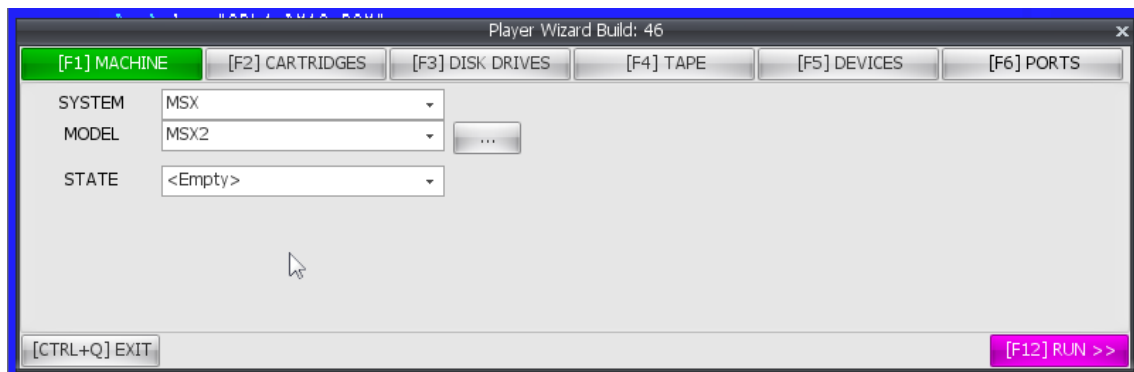 Player Wizard Build: 46
[F1] MACHINE [F2] CARTRIDGES [F3] DISK DRIVES [F4] TAPE [F5] DEVICES [F6] PORTS
SYSTEM MSX
MODEL MSX2 ...
STATE <Empty>
[CTRL+Q] EXIT [F12] RUN >>